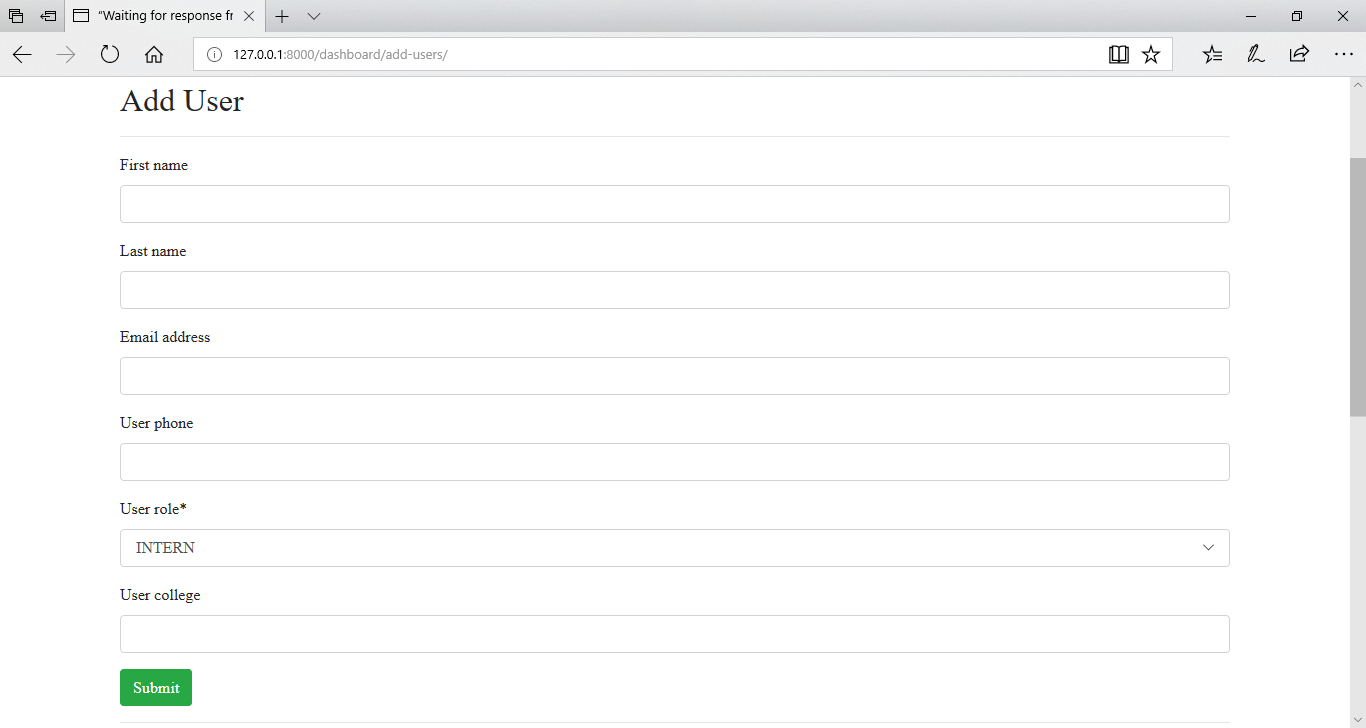 “Waiting for response fr
127.0.0.1:8000/dashboard/add-users/
Add User
First name
Last name
Email address
User phone
User role*
INTERN
User college
Submit